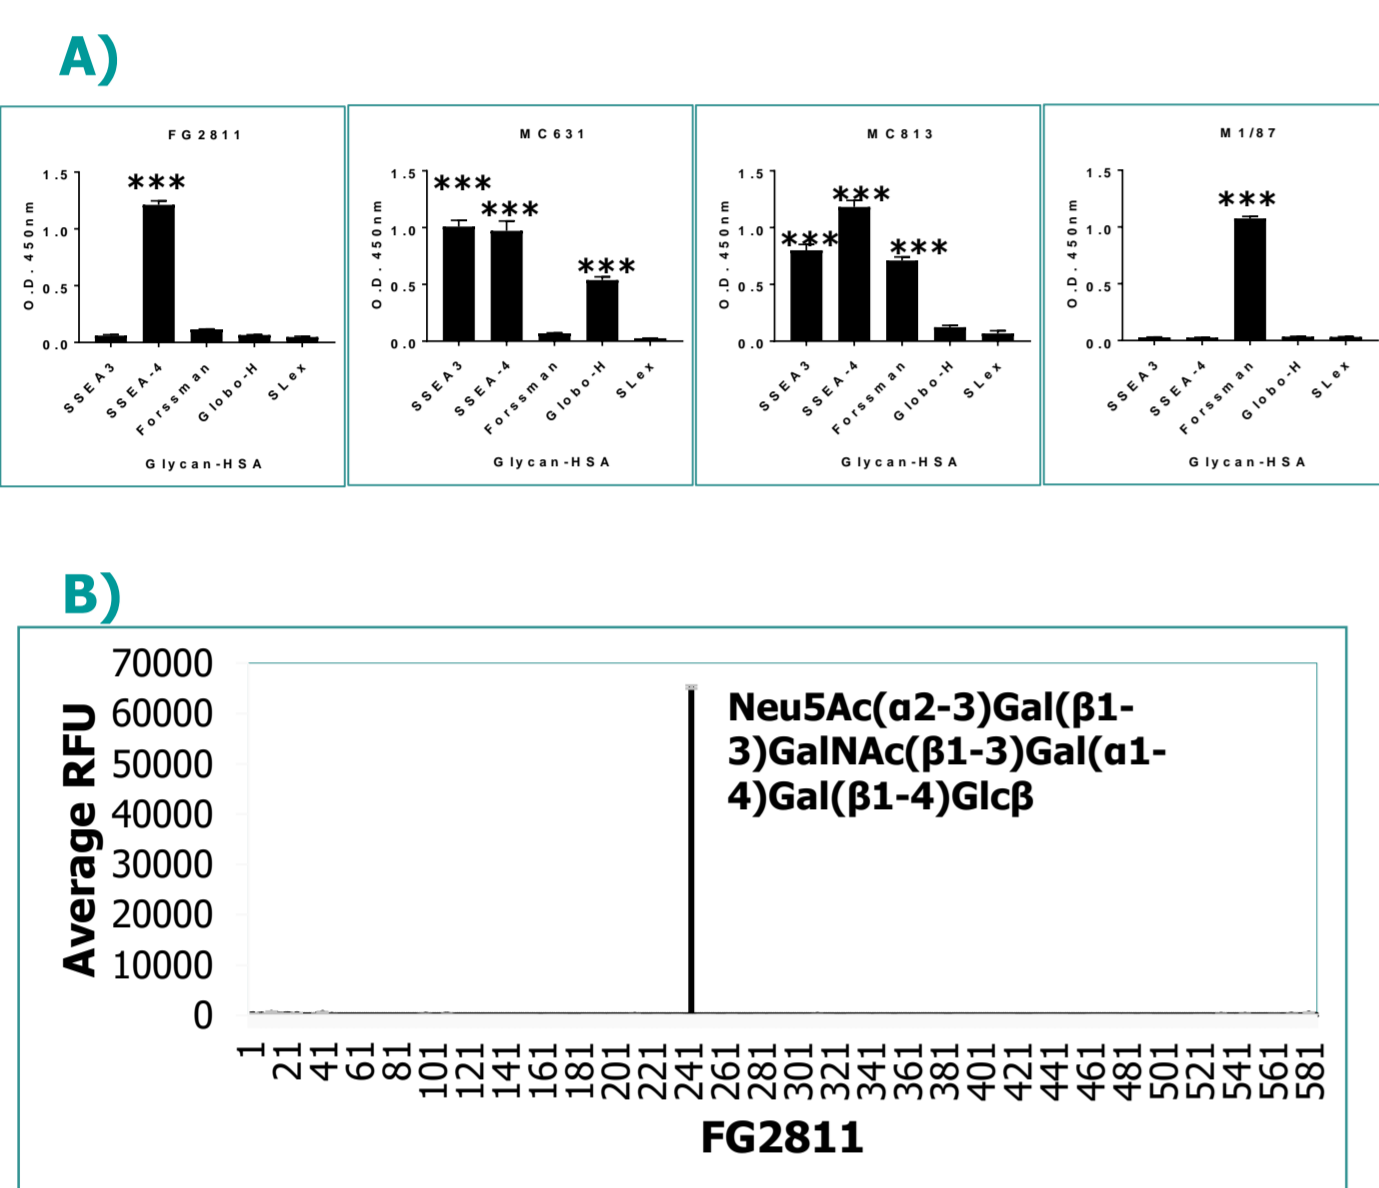 A)
FG2811
1.5
1.0
0.5
0.0
O.D. 450nm
***
SSEA3
SSEA-4
Forssman
Globo-H
SLex
Glycan-HSA
MC631
1.5
1.0
0.5
0.0
O.D. 450nm
***
***
***
SSEA3
SSEA-4
Forssman
Globo-H
SLex
Glycan-HSA
MC813
1.5
1.0
0.5
0.0
O.D. 450nm
***
***
***
SSEA3
SSEA-4
Forssman
Globo-H
SLex
Glycan-HSA
M1/87
1.5
1.0
0.5
0.0
O.D. 450nm
***
SSEA3
SSEA-4
Forssman
Globo-H
SLex
Glycan-HSA
B)
70000
60000
50000
40000
30000
20000
10000
0
Average RFU
Neu5Ac(α2-3)Gal(β1-
3)GalNAc(β1-3)Gal(α1-
4)Gal(β1-4)Glcβ
1
21
41
61
81
101
121
141
161
181
201
221
241
261
281
301
321
341
361
381
401
421
441
461
481
501
521
541
561
581
FG2811